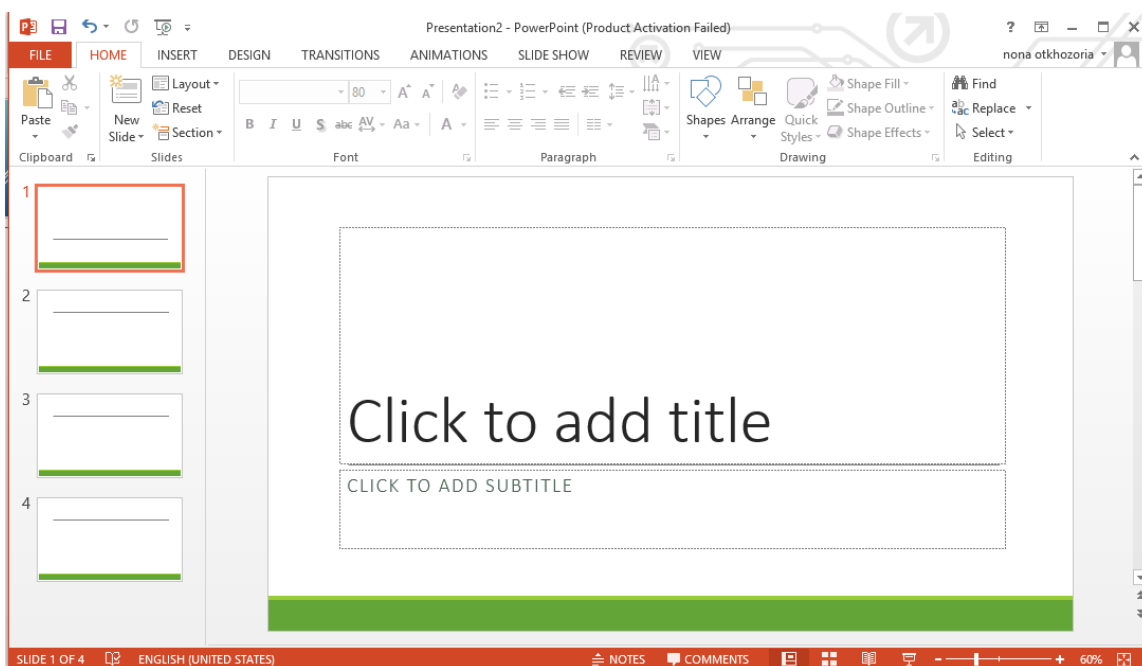 Presentation2 - PowerPoint (Product Activation Failed)
?
FILE HOME INSERT DESIGN TRANSITIONS ANIMATIONS SLIDE SHOW REVIEW VIEW nona otkhozoria
Paste
New
Slide
Layout
Reset
Section
80
A A
B I U S abc AV Aa A
Shapes
Arrange
Quick
Styles
Shape Fill
Shape Outline
Shape Effects
Find
Replace
Select
Clipboard Slides Font Paragraph Drawing Editing
1
2
3
4
Click to add title
CLICK TO ADD SUBTITLE
SLIDE 1 OF 4 ENGLISH (UNITED STATES) NOTES COMMENTS 60%